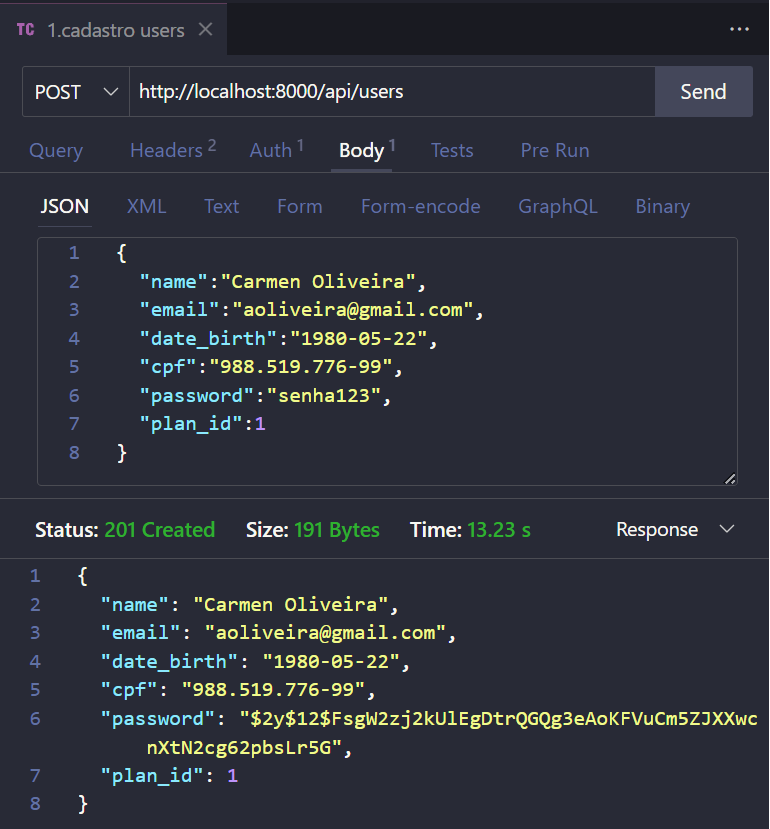 TC 1.cadastro users
POST http://localhost:8000/api/users Send
Query Headers 2 Auth 1 Body 1 Tests Pre Run
JSON XML Text Form Form-encode GraphQL Binary
1 {
2 "name":"Carmen Oliveira",
3 "email":"aoliveira@gmail.com",
4 "date_birth":"1980-05-22",
5 "cpf":"988.519.776-99",
6 "password":"senha123",
7 "plan_id":1
8 }
Status: 201 Created Size: 191 Bytes Time: 13.23 s Response
1 {
2 "name": "Carmen Oliveira",
3 "email": "aoliveira@gmail.com",
4 "date_birth": "1980-05-22",
5 "cpf": "988.519.776-99",
6 "password": "$2y$12$FsgW2zj2kUlEgDtrQGQg3eAoKFVuCm5ZJXXwc
nXtN2cg62pbsLr5G",
7 "plan_id": 1
8 }